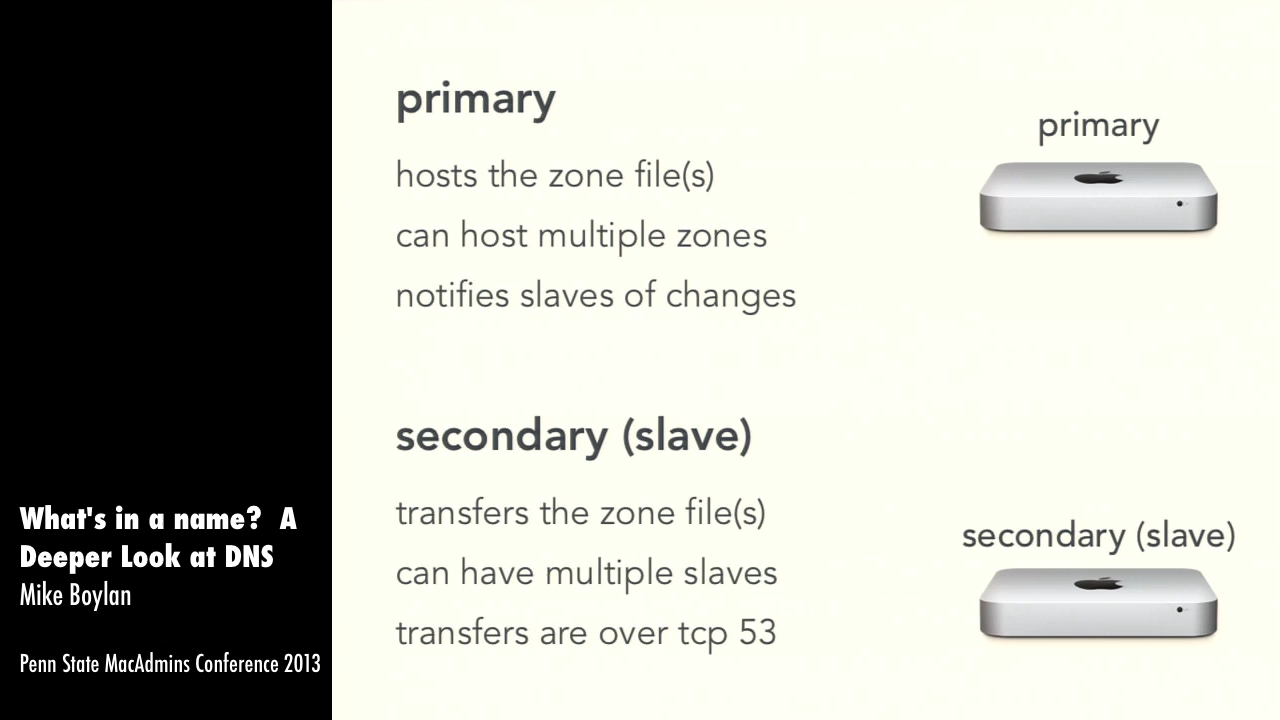 primary
hosts the zone file(s)
can host multiple zones
notifies slaves of changes
primary
secondary (slave)
transfers the zone file(s)
can have multiple slaves
transfers are over tcp 53
secondary (slave)
What's in a name?  A
Deeper Look at DNS
Mike Boylan
Penn State MacAdmins Conference 2013